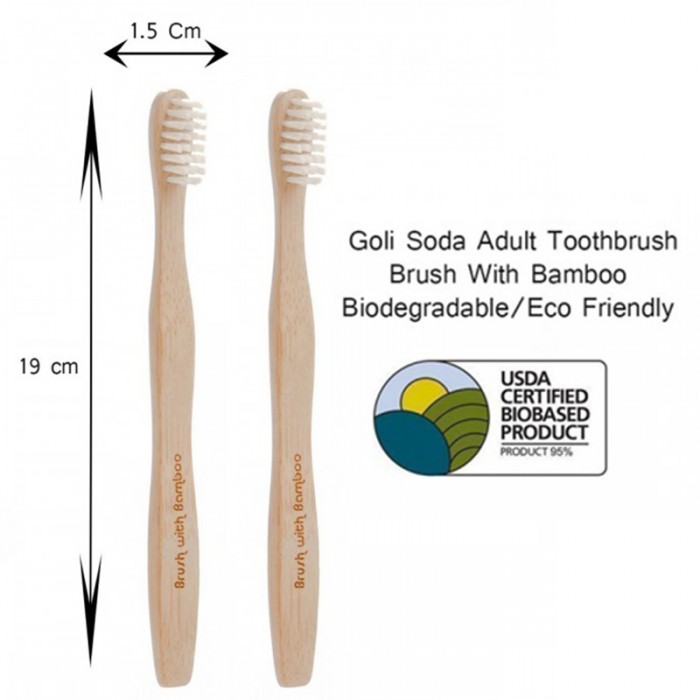 1.5 Cm
19 cm
Brush with Bamboo
Brush with Bamboo
Goli Soda Adult Toothbrush
Brush With Bamboo
Biodegradable/Eco Friendly
USDA
CERTIFIED
BIOBASED
PRODUCT
PRODUCT 95%